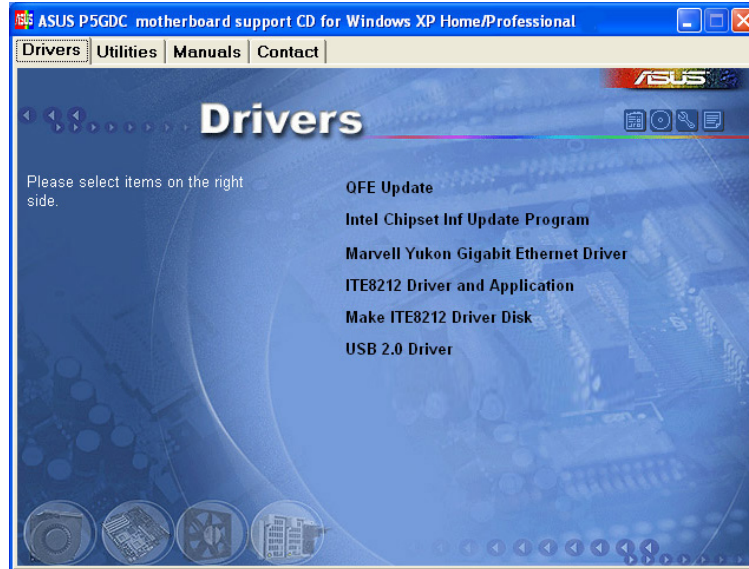 ASUS P5GDC motherboard support CD for Windows XP Home/Professional
Drivers Utilities Manuals Contact
ASUS
Drivers
Please select items on the right
side.
QFE Update
Intel Chipset Inf Update Program
Marvell Yukon Gigabit Ethernet Driver
ITE8212 Driver and Application
Make ITE8212 Driver Disk
USB 2.0 Driver